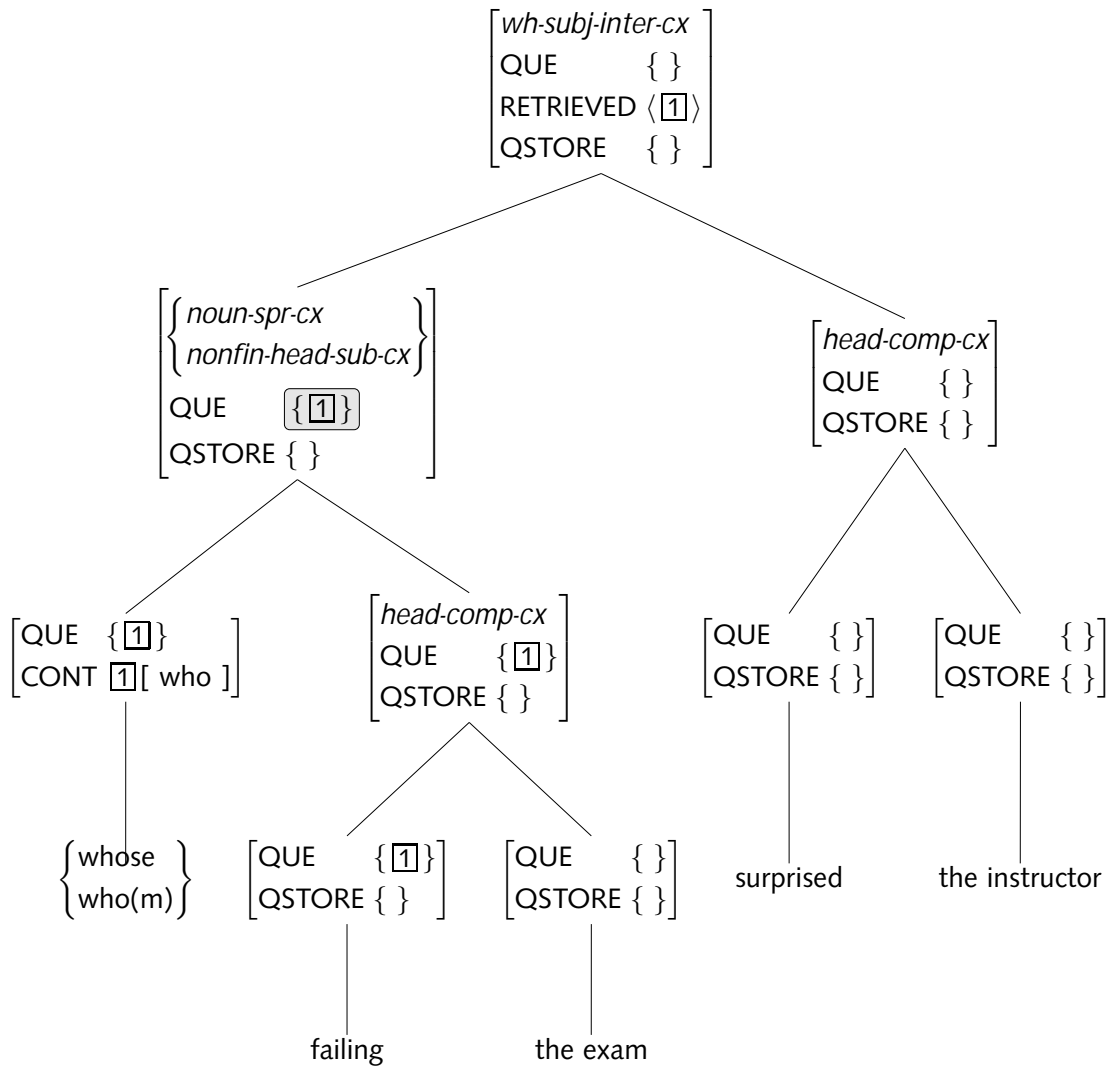 wh-subj-inter-cx
QUE { }
RETRIEVED ⟨ 1 ⟩
QSTORE { }
noun-spr-cx
nonfin-head-sub-cx
QUE { 1 }
QSTORE { }
head-comp-cx
QUE { }
QSTORE { }
QUE { 1 }
CONT 1 [ who ]
head-comp-cx
QUE { 1 }
QSTORE { }
QUE { }
QSTORE { }
QUE { }
QSTORE { }
whose
who(m)
QUE { 1 }
QSTORE { }
QUE { }
QSTORE { }
surprised
the instructor
failing
the exam